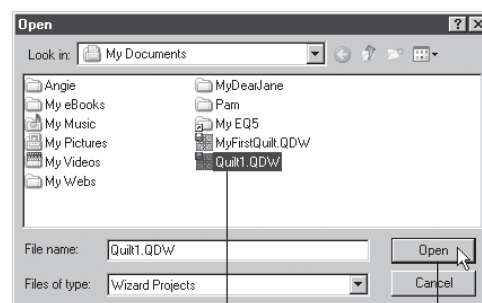 Open
Look in: My Documents
Angie
My eBooks
My Music
My Pictures
My Videos
My Webs
MyDearJane
Pam
My EQ5
MyFirstQuilt.QDW
Quilt1.QDW
File name: Quilt1.QDW Open
Files of type: Wizard Projects Cancel